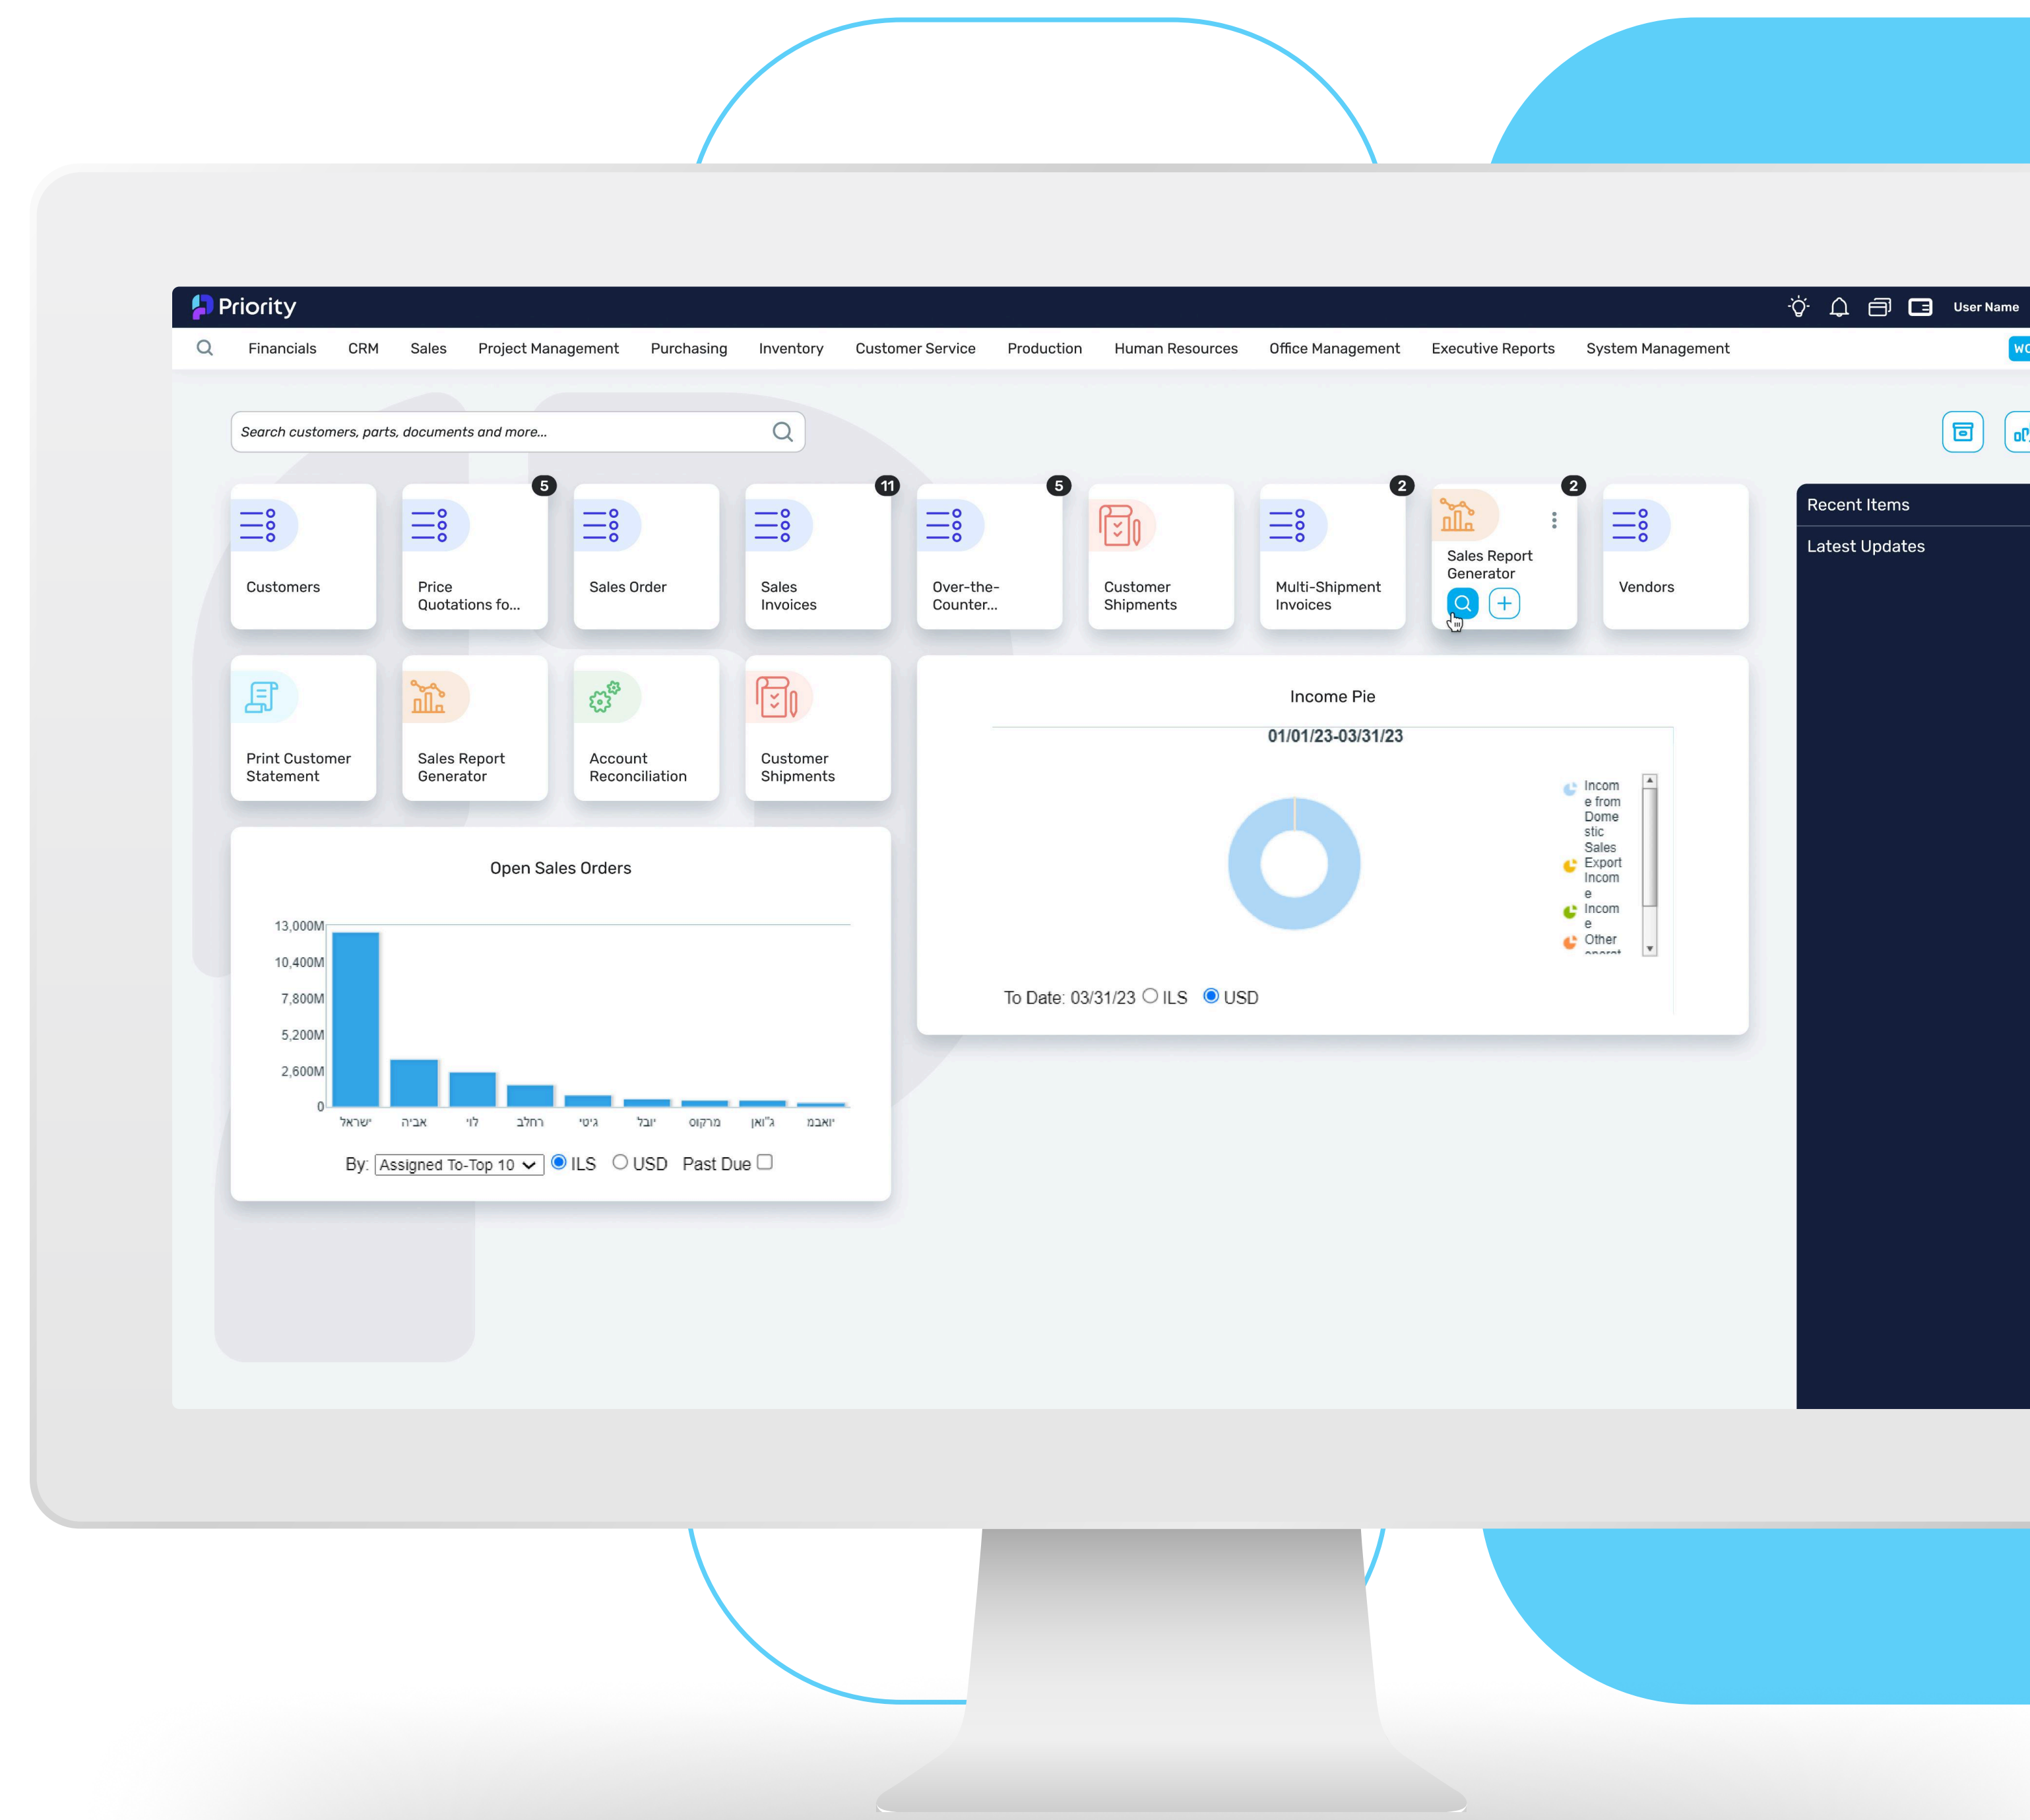 Priority
User Name
Financials CRM Sales Project Management Purchasing Inventory Customer Service Production Human Resources Office Management Executive Reports System Management
Search customers, parts, documents and more...
5
11
5
2
2
Customers
Price
Quotations fo...
Sales Order
Sales
Invoices
Over-the-
Counter...
Customer
Shipments
Multi-Shipment
Invoices
Sales Report
Generator
Vendors
Recent Items
Latest Updates
Print Customer
Statement
Sales Report
Generator
Account
Reconciliation
Customer
Shipments
Income Pie
01/01/23-03/31/23
Incom
e from
Dome
stic
Sales
Export
Incom
e
Incom
e
Other
To Date: 03/31/23 ILS USD
Open Sales Orders
13,000M
10,400M
7,800M
5,200M
2,600M
0
ישראל אביה לוי רחלב גיטי יובל מרקוס ג"ואן יואבמ
By: Assigned To-Top 10 ILS USD Past Due